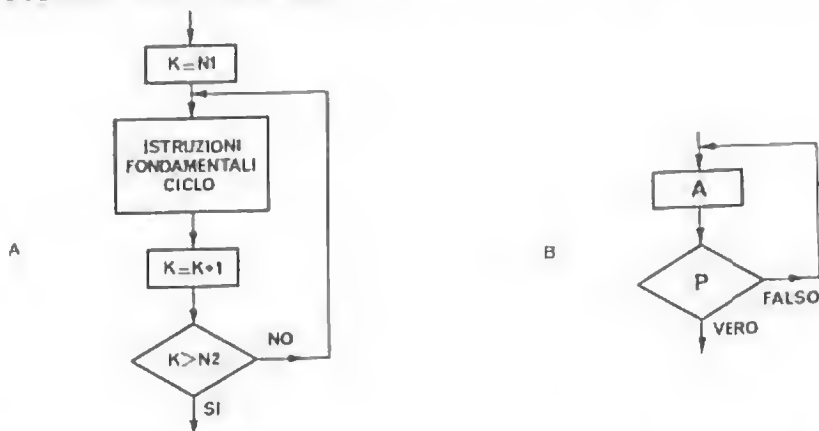 K=N1
ISTRUZIONI
FONDAMENTALI
CICLO
A
K=K+1
K>N2
NO
SI
A
B
P
FALSO
VERO